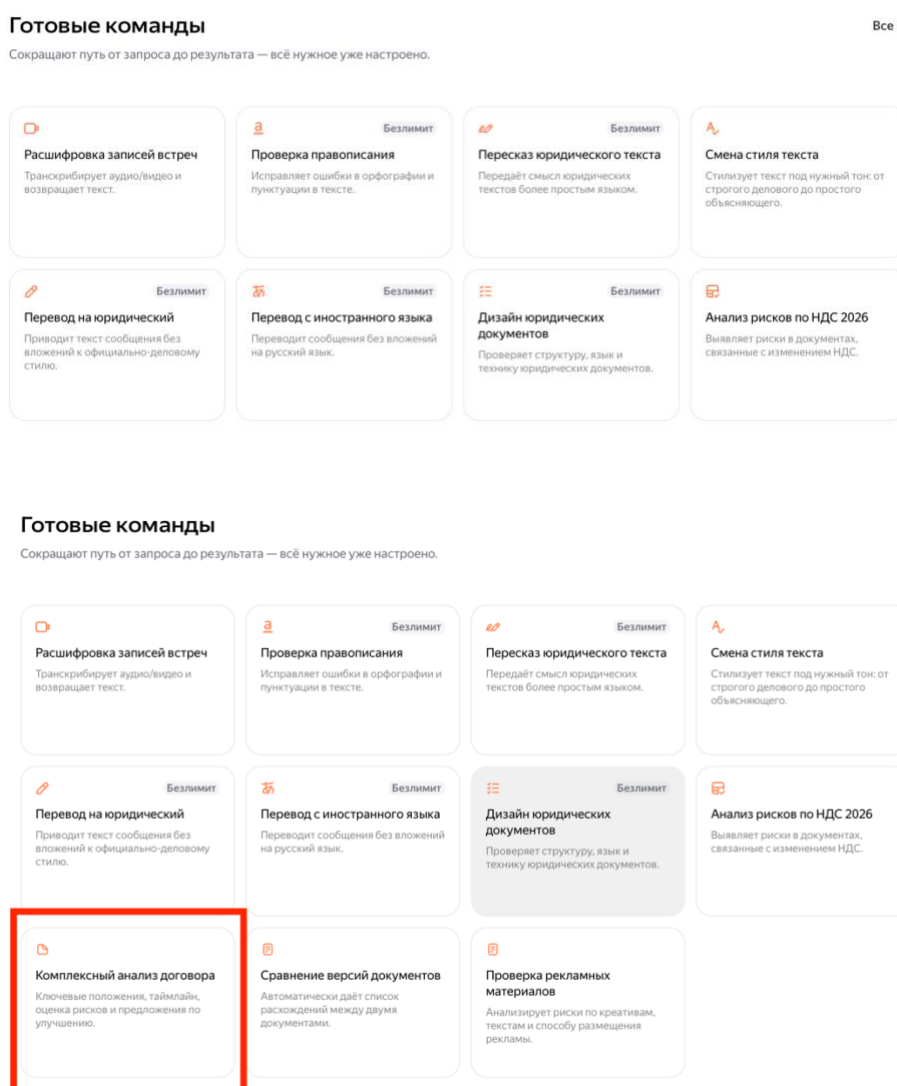 Готовые команды
Все
Сокращают путь от запроса до результата — всё нужное уже настроено.
Расшифровка записей встреч
Транскрибирует аудио/видео и
возвращает текст.
Безлимит
Проверка правописания
Исправляет ошибки в орфографии и
пунктуации в тексте.
Безлимит
Пересказ юридического текста
Передаёт смысл юридических
текстов более простым языком.
Смена стиля текста
Стилизует текст под нужный тон: от
строгого делового до простого
объясняющего.
Безлимит
Перевод на юридический
Приводит текст сообщения без
вложений к официально-деловому
стилю.
Безлимит
Перевод с иностранного языка
Переводит сообщения без вложений
на русский язык.
Безлимит
Дизайн юридических
документов
Проверяет структуру, язык и
технику юридических документов.
Анализ рисков по НДС 2026
Выявляет риски в документах,
связанные с изменением НДС.
Готовые команды
Сокращают путь от запроса до результата — всё нужное уже настроено.
Расшифровка записей встреч
Транскрибирует аудио/видео и
возвращает текст.
Безлимит
Проверка правописания
Исправляет ошибки в орфографии и
пунктуации в тексте.
Безлимит
Пересказ юридического текста
Передаёт смысл юридических
текстов более простым языком.
Смена стиля текста
Стилизует текст под нужный тон: от
строгого делового до простого
объясняющего.
Безлимит
Перевод на юридический
Приводит текст сообщения без
вложений к официально-деловому
стилю.
Безлимит
Перевод с иностранного языка
Переводит сообщения без вложений
на русский язык.
Безлимит
Дизайн юридических
документов
Проверяет структуру, язык и
технику юридических документов.
Анализ рисков по НДС 2026
Выявляет риски в документах,
связанные с изменением НДС.
Комплексный анализ договора
Ключевые положения, таймлайн,
оценка рисков и предложения по
улучшению.
Сравнение версий документов
Автоматически даёт список
расхождений между двумя
документами.
Проверка рекламных
материалов
Анализирует риски по креативам,
текстам и способу размещения
рекламы.